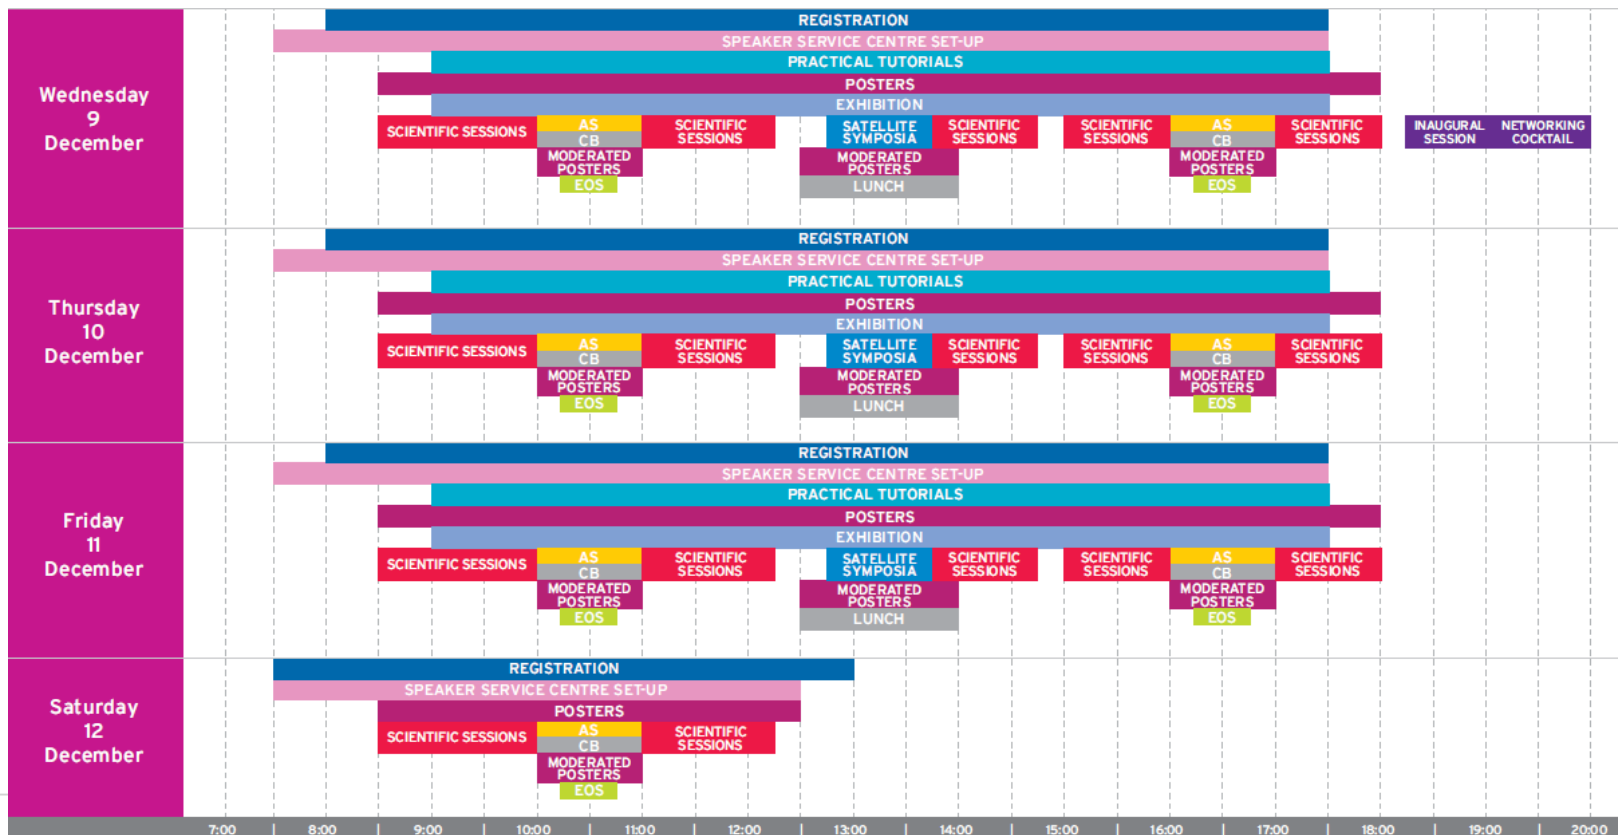 REGISTRATION
SPEAKER SERVICE CENTRE SET-UP
PRACTICAL TUTORIALS
POSTERS
EXHIBITION
Wednesday
9
December
SCIENTIFIC SESSIONS
AS
CB
SCIENTIFIC
SESSIONS
SATELLITE
SYMPOSIA
SCIENTIFIC
SESSIONS
SCIENTIFIC
SESSIONS
AS
CB
SCIENTIFIC
SESSIONS
INAUGURAL
SESSION
NETWORKING
COCKTAIL
MODERATED
POSTERS
MODERATED
POSTERS
MODERATED
POSTERS
EOS
LUNCH
EOS
REGISTRATION
SPEAKER SERVICE CENTRE SET-UP
PRACTICAL TUTORIALS
POSTERS
EXHIBITION
Thursday
10
December
SCIENTIFIC SESSIONS
AS
CB
SCIENTIFIC
SESSIONS
SATELLITE
SYMPOSIA
SCIENTIFIC
SESSIONS
SCIENTIFIC
SESSIONS
AS
CB
SCIENTIFIC
SESSIONS
MODERATED
POSTERS
MODERATED
POSTERS
MODERATED
POSTERS
EOS
LUNCH
EOS
REGISTRATION
SPEAKER SERVICE CENTRE SET-UP
PRACTICAL TUTORIALS
POSTERS
EXHIBITION
Friday
11
December
SCIENTIFIC SESSIONS
AS
CB
SCIENTIFIC
SESSIONS
SATELLITE
SYMPOSIA
SCIENTIFIC
SESSIONS
SCIENTIFIC
SESSIONS
AS
CB
SCIENTIFIC
SESSIONS
MODERATED
POSTERS
MODERATED
POSTERS
MODERATED
POSTERS
EOS
LUNCH
EOS
REGISTRATION
SPEAKER SERVICE CENTRE SET-UP
POSTERS
Saturday
12
December
SCIENTIFIC SESSIONS
AS
CB
SCIENTIFIC
SESSIONS
MODERATED
POSTERS
EOS
7:00 | 8:00 | 9:00 | 10:00 | 11:00 | 12:00 | 13:00 | 14:00 | 15:00 | 16:00 | 17:00 | 18:00 | 19:00 | 20:00